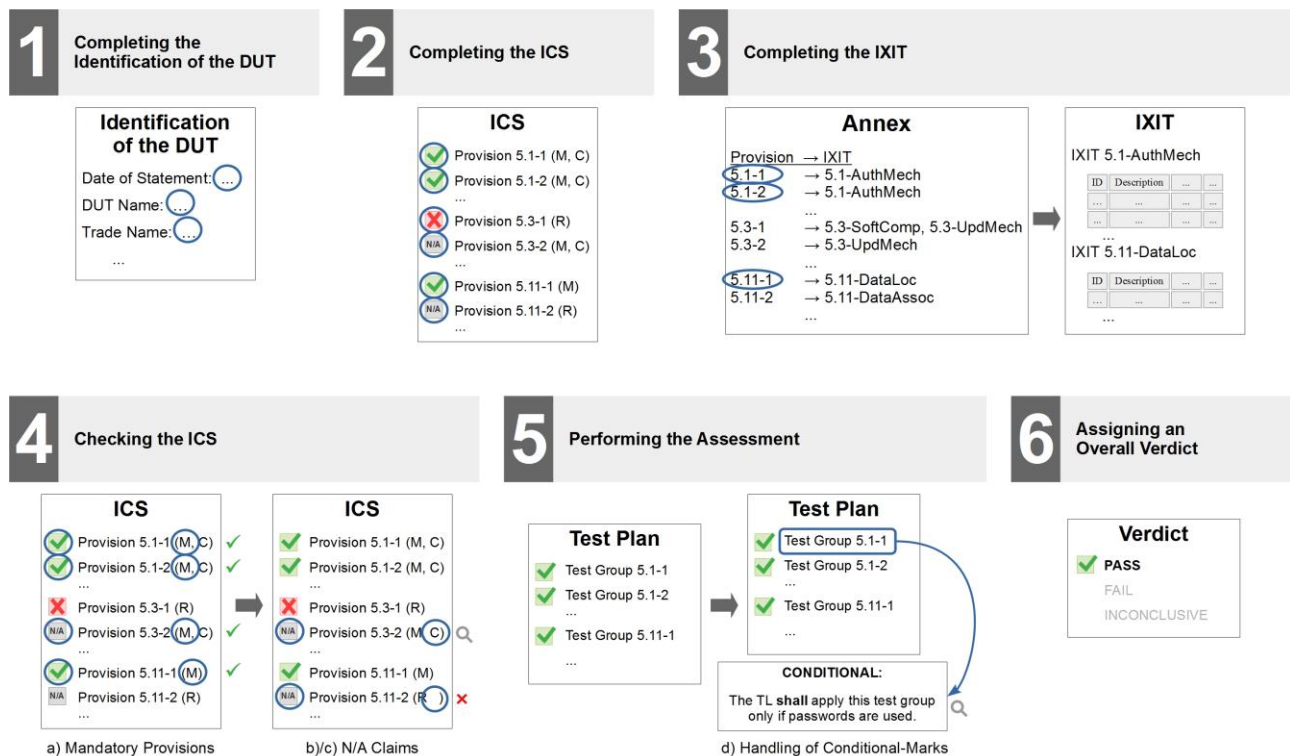 1
Completing the
Identification of the DUT
Identification
of the DUT
Date of Statement: ...
DUT Name: ...
Trade Name: ...
...
2
Completing the ICS
ICS
Provision 5.1-1 (M, C)
Provision 5.1-2 (M, C)
...
Provision 5.3-1 (R)
N/A Provision 5.3-2 (M, C)
...
Provision 5.11-1 (M)
N/A Provision 5.11-2 (R)
...
3
Completing the IXIT
Annex
Provision → IXIT
5.1-1 → 5.1-AuthMech
5.1-2 → 5.1-AuthMech
...
5.3-1 → 5.3-SoftComp, 5.3-UpdMech
5.3-2 → 5.3-UpdMech
...
5.11-1 → 5.11-DataLoc
5.11-2 → 5.11-DataAssoc
...
IXIT
IXIT 5.1-AuthMech
ID Description ... ...
... ... ... ...
... ... ... ...
...
IXIT 5.11-DataLoc
ID Description ... ...
... ... ... ...
...
4
Checking the ICS
ICS
Provision 5.1-1 (M, C)
Provision 5.1-2 (M, C)
...
Provision 5.3-1 (R)
N/A Provision 5.3-2 (M, C)
...
Provision 5.11-1 (M)
N/A Provision 5.11-2 (R)
...
a) Mandatory Provisions
ICS
Provision 5.1-1 (M, C)
Provision 5.1-2 (M, C)
...
Provision 5.3-1 (R)
N/A Provision 5.3-2 (M, C)
...
Provision 5.11-1 (M)
N/A Provision 5.11-2 (R )
...
b)/c) N/A Claims
5
Performing the Assessment
Test Plan
Test Group 5.1-1
Test Group 5.1-2
...
Test Group 5.11-1
...
Test Plan
Test Group 5.1-1
Test Group 5.1-2
...
Test Group 5.11-1
...
CONDITIONAL:
The TL shall apply this test group
only if passwords are used.
d) Handling of Conditional-Marks
6
Assigning an
Overall Verdict
Verdict
PASS
FAIL
INCONCLUSIVE